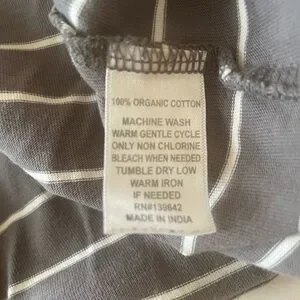 100% ORGANIC COTTON
MACHINE WASH
WARM GENTLE CYCLE
ONLY NON CHLORINE
BLEACH WHEN NEEDED
TUMBLE DRY LOW
WARM IRON
IF NEEDED
RN#139642
MADE IN INDIA